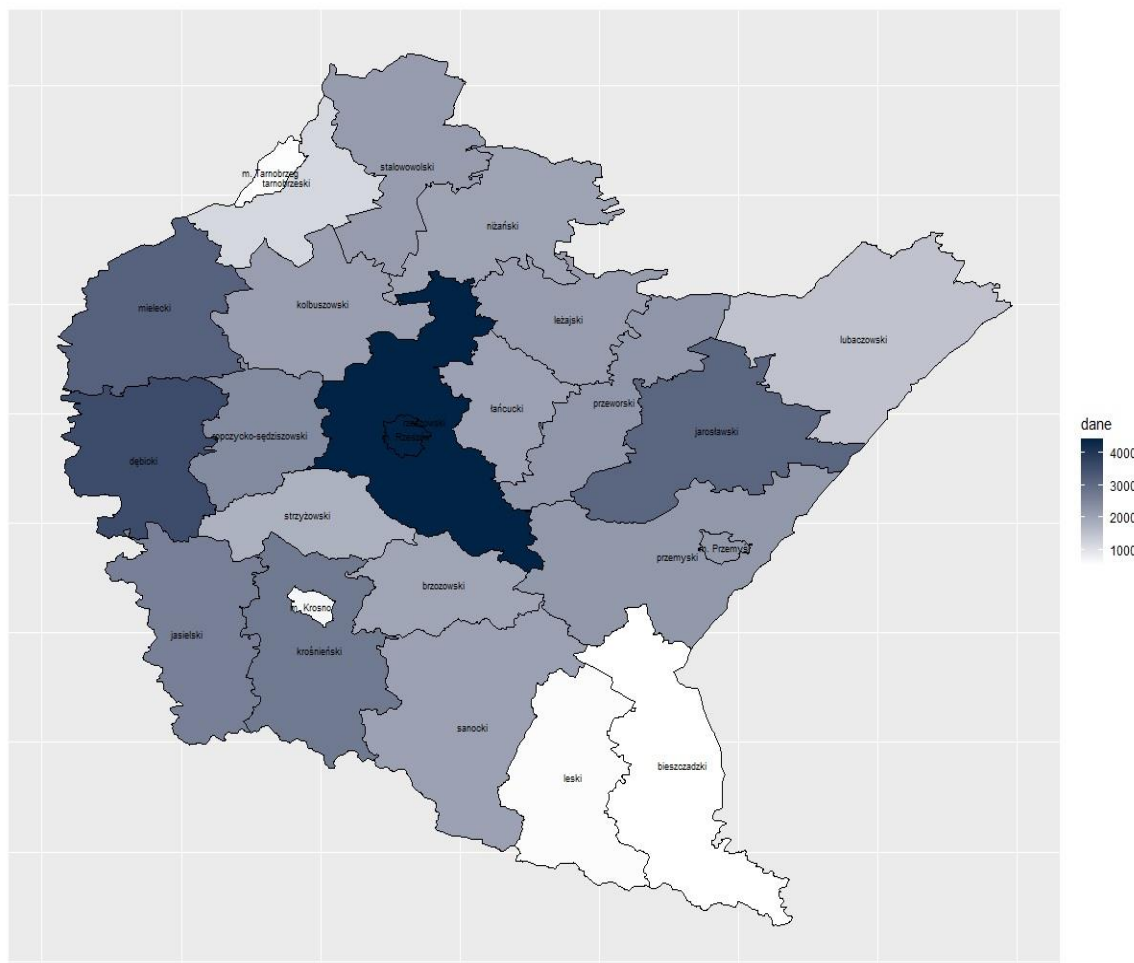 stalowowolski
m. Tarnobrzeg
tarnobrzeski
niżański
mielecki
kolbuszowski
leżajski
lubaczowski
łańcucki
przeworski
ropczycko-sędziszowski
jarosławski
dębicki
strzyżowski
m. Przemyśl
przemyski
brzozowski
m. Krosno
jasielski
krośnieński
sanocki
leski
bieszczadzki
dane
4000
3000
2000
1000